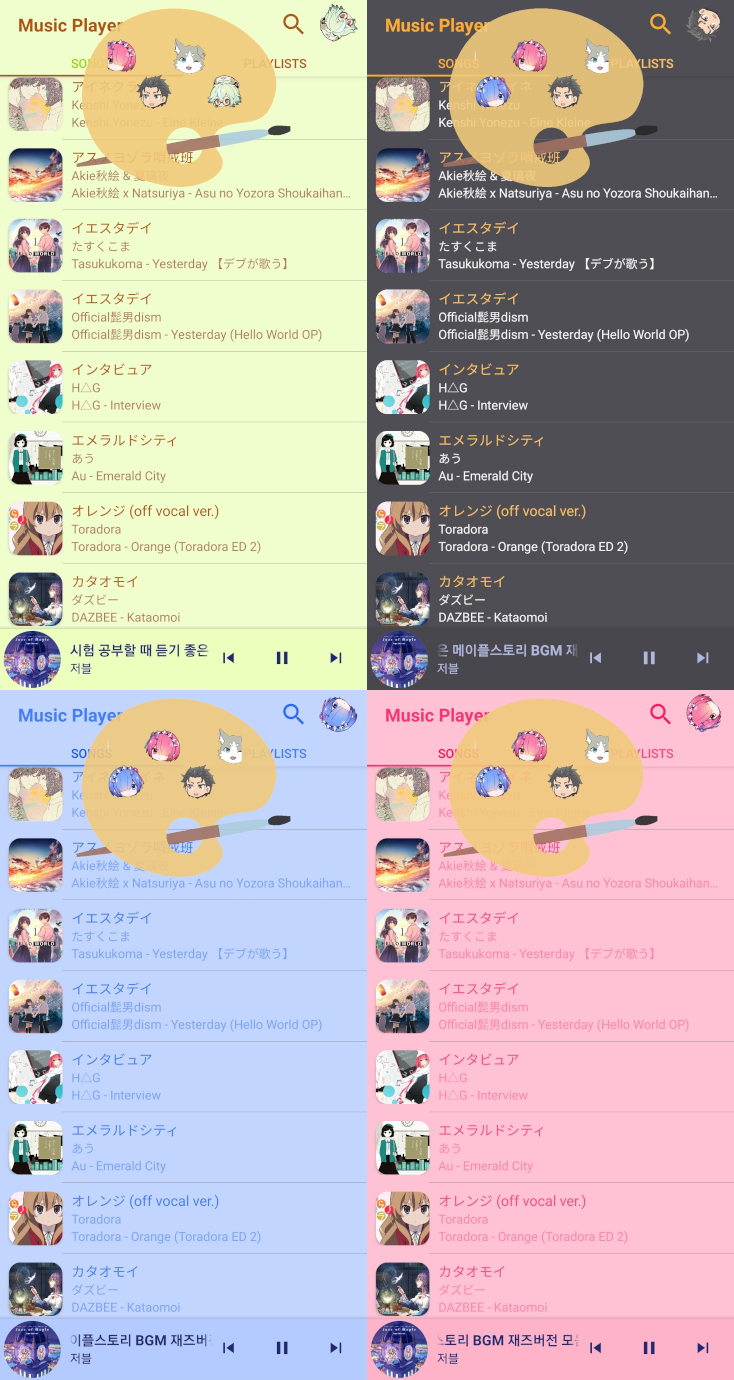 Music Player
SONGS PLAYLISTS
アイネクラ
Kenshi Yonezu
Kenshi Yonezu - Eine Kleine
アス ヨゾラ哨戒班
Akie秋絵 &
Akie秋絵 x Natsuriya - Asu no Yozora Shoukaihan...
イエスタデイ
たすくこま
Tasukukoma - Yesterday 【デブが歌う】
イエスタデイ
Official髭男dism
Official髭男dism - Yesterday (Hello World OP)
インタビュア
H△G
H△G - Interview
エメラルドシティ
あう
Au - Emerald City
オレンジ (off vocal ver.)
Toradora
Toradora - Orange (Toradora ED 2)
カタオモイ
ダズビー
DAZBEE - Kataomoi
시험 공부할 때 듣기 좋은
저블
Music Player
SONGS PLAYLISTS
アイネ
Kenshi Yonezu
Kenshi Yonezu - Eine Kleine
アス ヨゾラ哨戒班
Akie秋絵 &
Akie秋絵 x Natsuriya - Asu no Yozora Shoukaihan...
イエスタデイ
たすくこま
Tasukukoma - Yesterday 【デブが歌う】
イエスタデイ
Official髭男dism
Official髭男dism - Yesterday (Hello World OP)
インタビュア
H△G
H△G - Interview
エメラルドシティ
あう
Au - Emerald City
オレンジ (off vocal ver.)
Toradora
Toradora - Orange (Toradora ED 2)
カタオモイ
ダズビー
DAZBEE - Kataomoi
은 메이플스토리 BGM 재
저블
Music Player
SONGS PLAYLISTS
アイネ
Kenshi Yonezu - Eine Kleine
アス ヨゾラ哨戒班
Akie秋絵 &
Akie秋絵 x Natsuriya - Asu no Yozora Shoukaihan...
イエスタデイ
たすくこま
Tasukukoma - Yesterday 【デブが歌う】
イエスタデイ
Official髭男dism
Official髭男dism - Yesterday (Hello World OP)
インタビュア
H△G
H△G - Interview
エメラルドシティ
あう
Au - Emerald City
オレンジ (off vocal ver.)
Toradora
Toradora - Orange (Toradora ED 2)
カタオモイ
ダズビー
DAZBEE - Kataomoi
이플스토리 BGM 재즈버전
저블
Music Player
SONGS PLAYLISTS
アイネ
Kenshi Yonezu - Eine Kleine
アス ヨゾラ哨戒班
Akie秋絵 &
Akie秋絵 x Natsuriya - Asu no Yozora Shoukaihan...
イエスタデイ
たすくこま
Tasukukoma - Yesterday 【デブが歌う】
イエスタデイ
Official髭男dism
Official髭男dism - Yesterday (Hello World OP)
インタビュア
H△G
H△G - Interview
エメラルドシティ
あう
Au - Emerald City
オレンジ (off vocal ver.)
Toradora
Toradora - Orange (Toradora ED 2)
カタオモイ
ダズビー
DAZBEE - Kataomoi
스토리 BGM 재즈버전 모음
저블